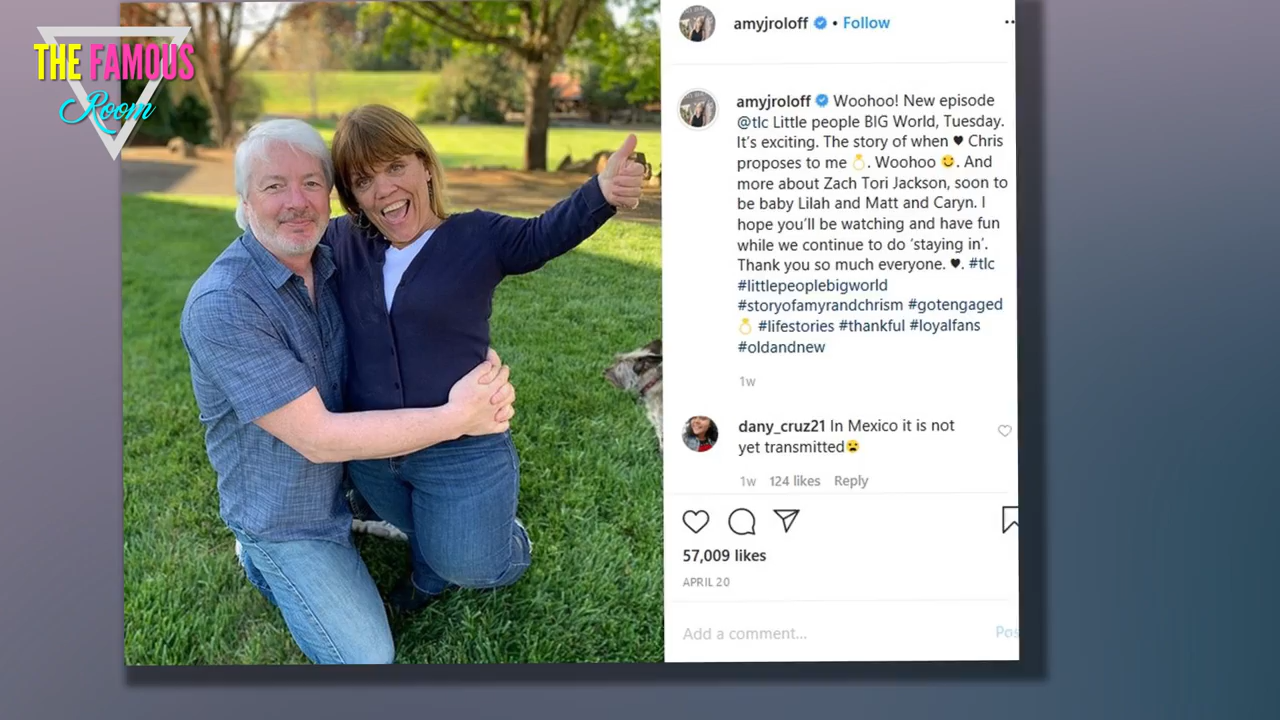 THE FAMOUS
Room
amyjroloff • Follow
amyjroloff Woohoo! New episode
@tlc Little people BIG World, Tuesday.
It's exciting. The story of when ♥ Chris
proposes to me 💍. Woohoo 😃. And
more about Zach Tori Jackson, soon to
be baby Lilah and Matt and Caryn. I
hope you'll be watching and have fun
while we continue to do 'staying in'.
Thank you so much everyone. ♥. #tlc
#littlepeoplebigworld
#storyofamyrandchrism #gotengaged
💍 #lifestories #thankful #loyalfans
#oldandnew
1w
dany_cruz21 In Mexico it is not
yet transmitted😫
1w 124 likes Reply
57,009 likes
APRIL 20
Add a comment...
Pos